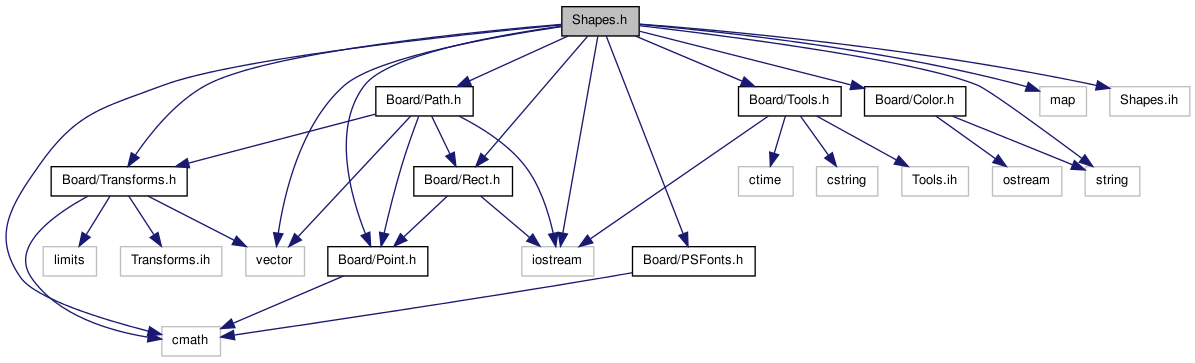 Shapes.h
Board/Path.h
Board/Tools.h
Board/Color.h
map
Shapes.ih
Board/Transforms.h
Board/Rect.h
ctime
cstring
Tools.ih
ostream
string
limits
Transforms.ih
vector
Board/Point.h
iostream
Board/PSFonts.h
cmath